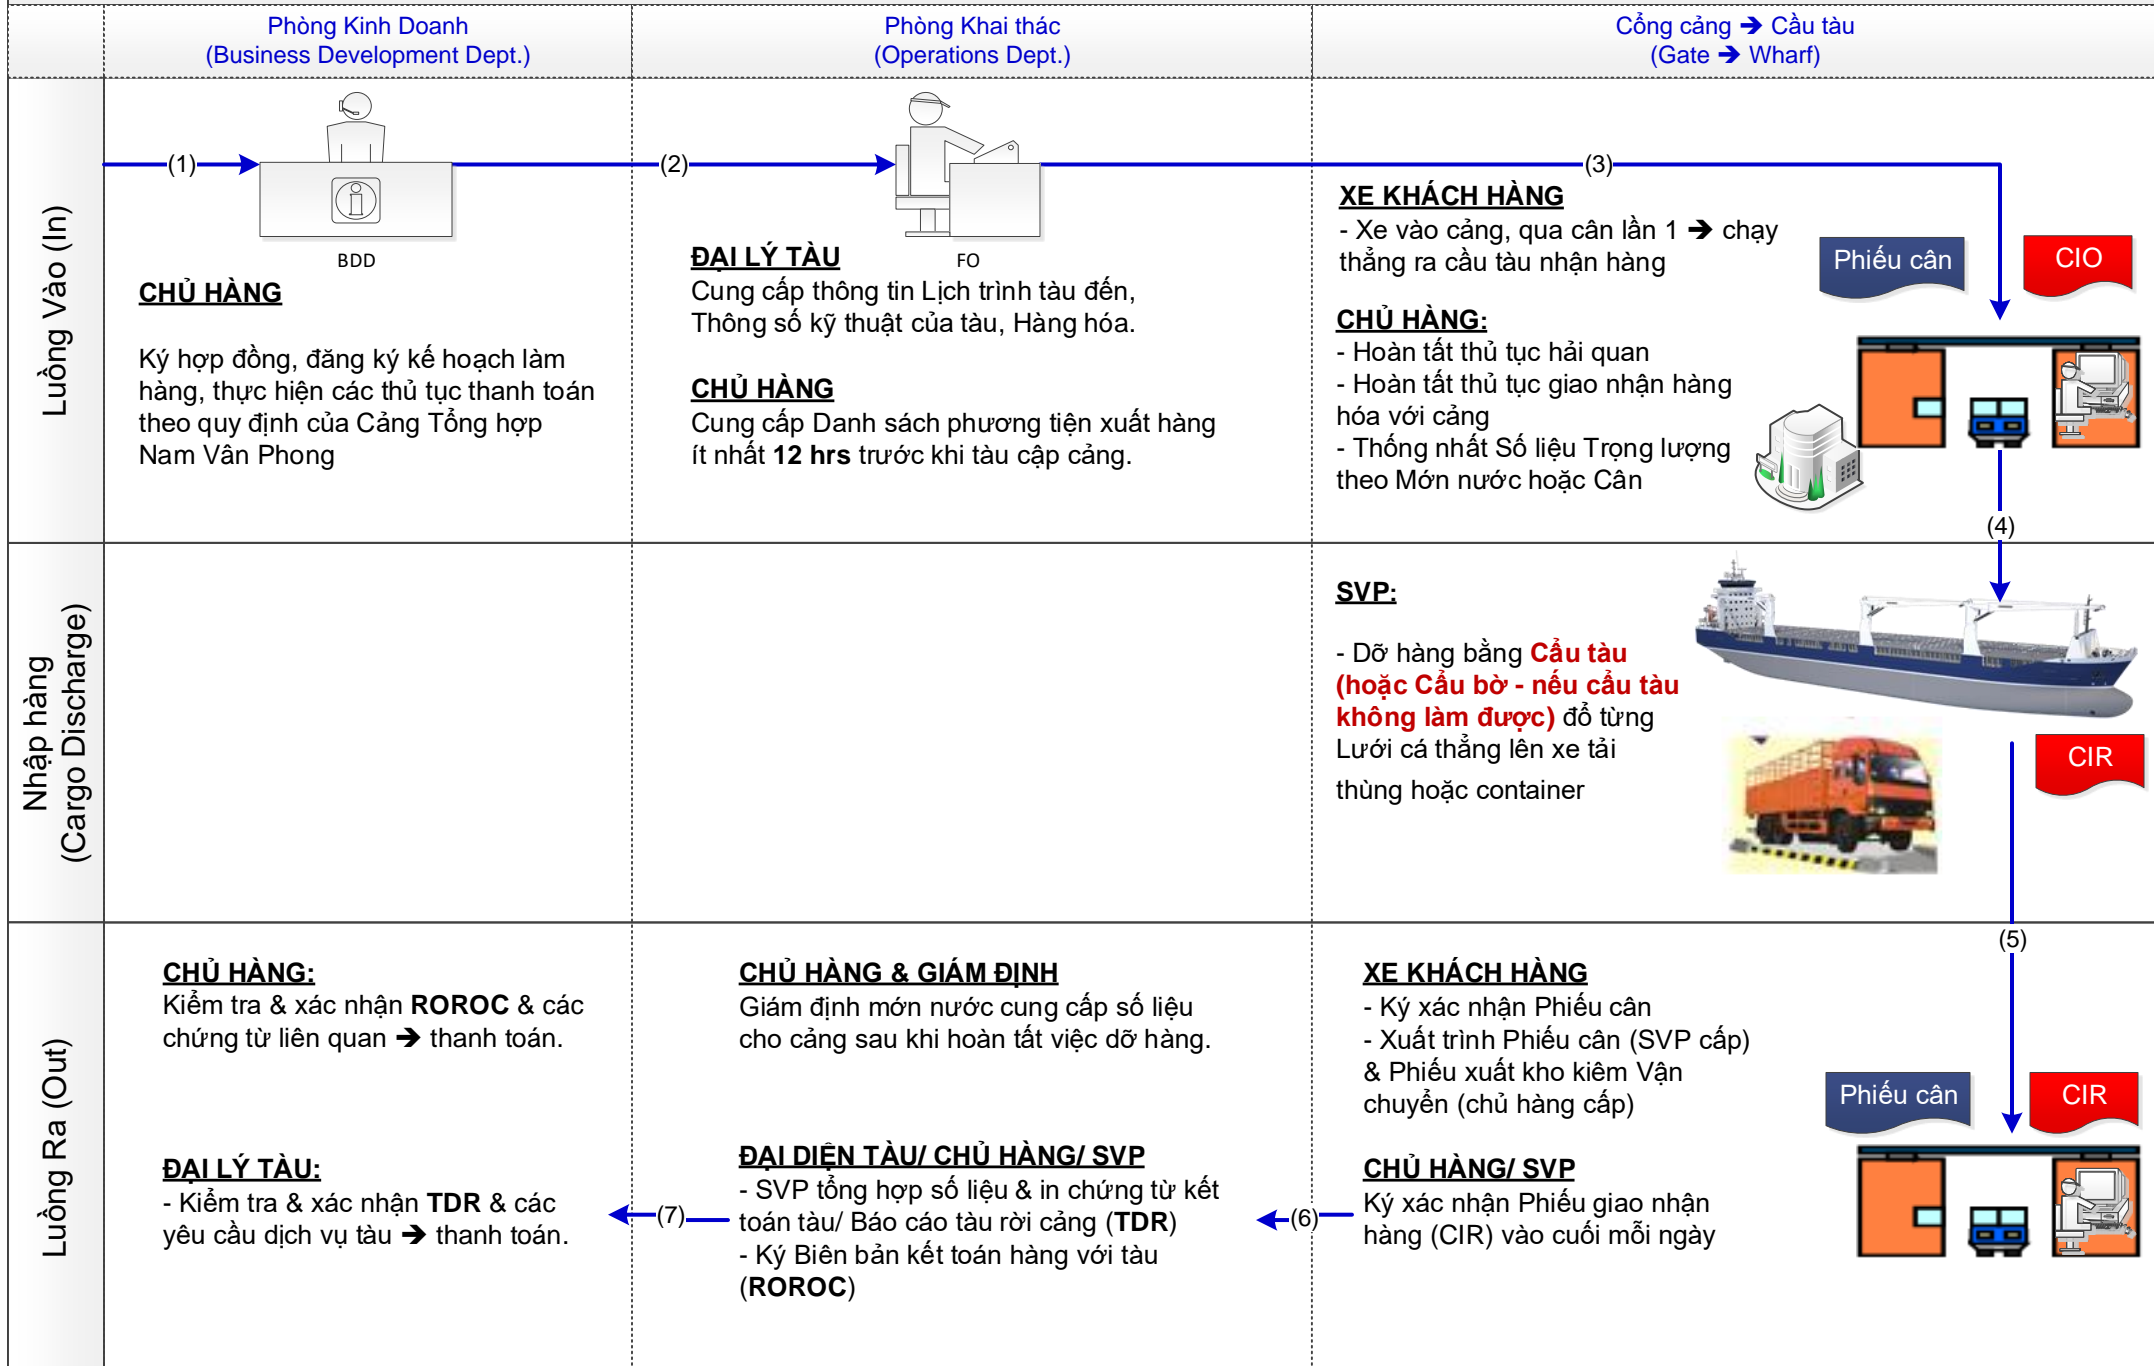 Phòng Kinh Doanh
(Business Development Dept.)
Phòng Khai thác
(Operations Dept.)
Cổng cảng ➔ Cầu tàu
(Gate ➔ Wharf)
Luồng Vào (In)
(1)
(2)
(3)
BDD
CHỦ HÀNG
Ký hợp đồng, đăng ký kế hoạch làm
hàng, thực hiện các thủ tục thanh toán
theo quy định của Cảng Tổng hợp
Nam Vân Phong
FO
ĐẠI LÝ TÀU
Cung cấp thông tin Lịch trình tàu đến,
Thông số kỹ thuật của tàu, Hàng hóa.
CHỦ HÀNG
Cung cấp Danh sách phương tiện xuất hàng
ít nhất 12 hrs trước khi tàu cập cảng.
XE KHÁCH HÀNG
- Xe vào cảng, qua cân lần 1 ➔ chạy
thẳng ra cầu tàu nhận hàng
CHỦ HÀNG:
- Hoàn tất thủ tục hải quan
- Hoàn tất thủ tục giao nhận hàng
hóa với cảng
- Thống nhất Số liệu Trọng lượng
theo Mớn nước hoặc Cân
Phiếu cân
CIO
(4)
Nhập hàng
(Cargo Discharge)
SVP:
- Dỡ hàng bằng Cẩu tàu
(hoặc Cẩu bờ - nếu cẩu tàu
không làm được) đổ từng
Lưới cá thẳng lên xe tải
thùng hoặc container
CIR
(5)
Luồng Ra (Out)
CHỦ HÀNG:
Kiểm tra & xác nhận ROROC & các
chứng từ liên quan ➔ thanh toán.
ĐẠI LÝ TÀU:
- Kiểm tra & xác nhận TDR & các
yêu cầu dịch vụ tàu ➔ thanh toán.
(7)
CHỦ HÀNG & GIÁM ĐỊNH
Giám định mớn nước cung cấp số liệu
cho cảng sau khi hoàn tất việc dỡ hàng.
ĐẠI DIỆN TÀU/ CHỦ HÀNG/ SVP
- SVP tổng hợp số liệu & in chứng từ kết
toán tàu/ Báo cáo tàu rời cảng (TDR)
- Ký Biên bản kết toán hàng với tàu
(ROROC)
(6)
XE KHÁCH HÀNG
- Ký xác nhận Phiếu cân
- Xuất trình Phiếu cân (SVP cấp)
& Phiếu xuất kho kiêm Vận
chuyển (chủ hàng cấp)
CHỦ HÀNG/ SVP
Ký xác nhận Phiếu giao nhận
hàng (CIR) vào cuối mỗi ngày
Phiếu cân
CIR